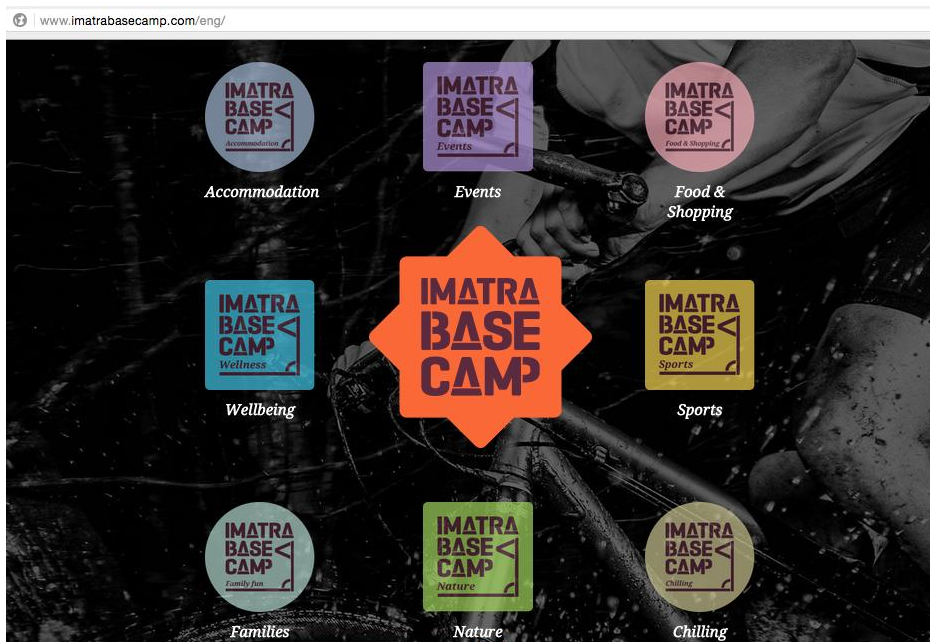 www.imatrabasecamp.com/eng/
IMATRA
BASE
CAMP
Accommodation
Accommodation
IMATRA
BASE
CAMP
Events
Events
IMATRA
BASE
CAMP
Food & Shopping
Food &
Shopping
IMATRA
BASE
CAMP
Wellness
Wellbeing
IMATRA
BASE
CAMP
IMATRA
BASE
CAMP
Sports
Sports
IMATRA
BASE
CAMP
Family fun
Families
IMATRA
BASE
CAMP
Nature
Nature
IMATRA
BASE
CAMP
Chilling
Chilling